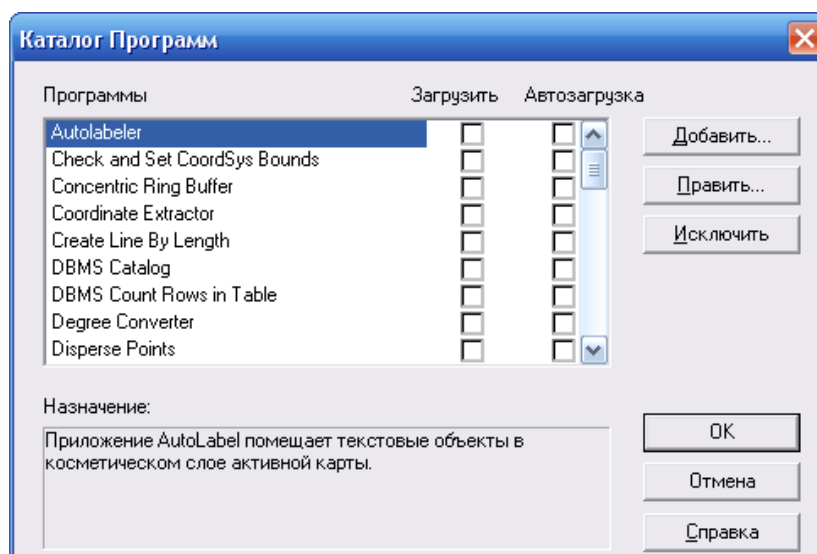 Каталог Программ
Программы Загрузить Автозагрузка
Autolabeler
Check and Set CoordSys Bounds
Concentric Ring Buffer
Coordinate Extractor
Create Line By Length
DBMS Catalog
DBMS Count Rows in Table
Degree Converter
Disperse Points
Добавить...
Править...
Исключить
Назначение:
Приложение AutoLabel помещает текстовые объекты в
косметическом слое активной карты.
OK
Отмена
Справка